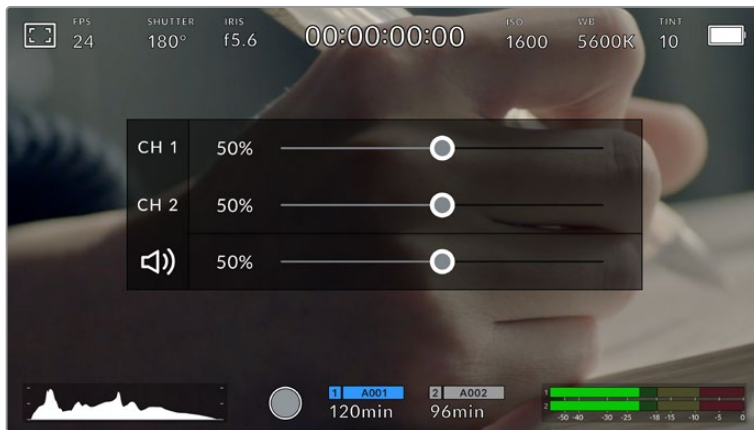 FPS SHUTTER IRIS ISO WB TINT
24 180° f5.6 00:00:00:00 1600 5600K 10
CH 1 50%
CH 2 50%
50%
1 A001 2 A002
120min 96min
1
2
-50 -40 -30 -25 -18 -15 -10 -5 0